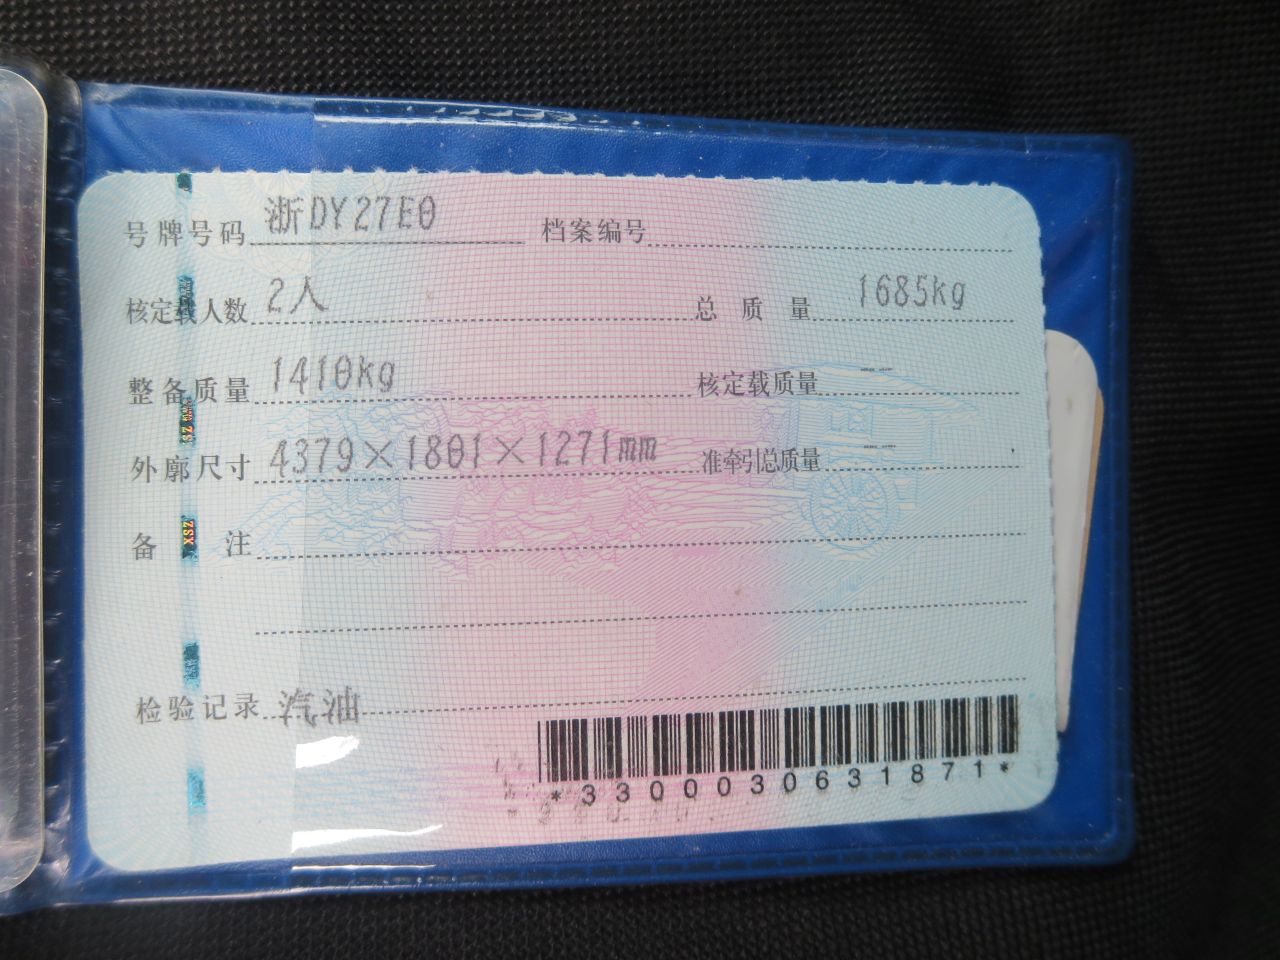 号牌号码 浙DY27E0 档案编号
核定载人数 2人 总质量 1685kg
整备质量 1410kg 核定载质量 --
外廓尺寸 4379×1801×1271mm 准牵引总质量 --
备注
检验记录 汽油
*3300030631871*